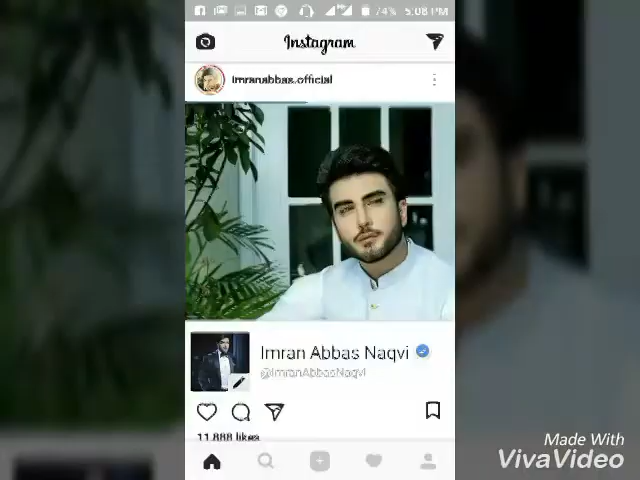 74% 5:08 PM
Instagram
imranabbas.official
Imran Abbas Naqvi
@ImranAbbasNaqvi
11,888 likes
Made With
VivaVideo